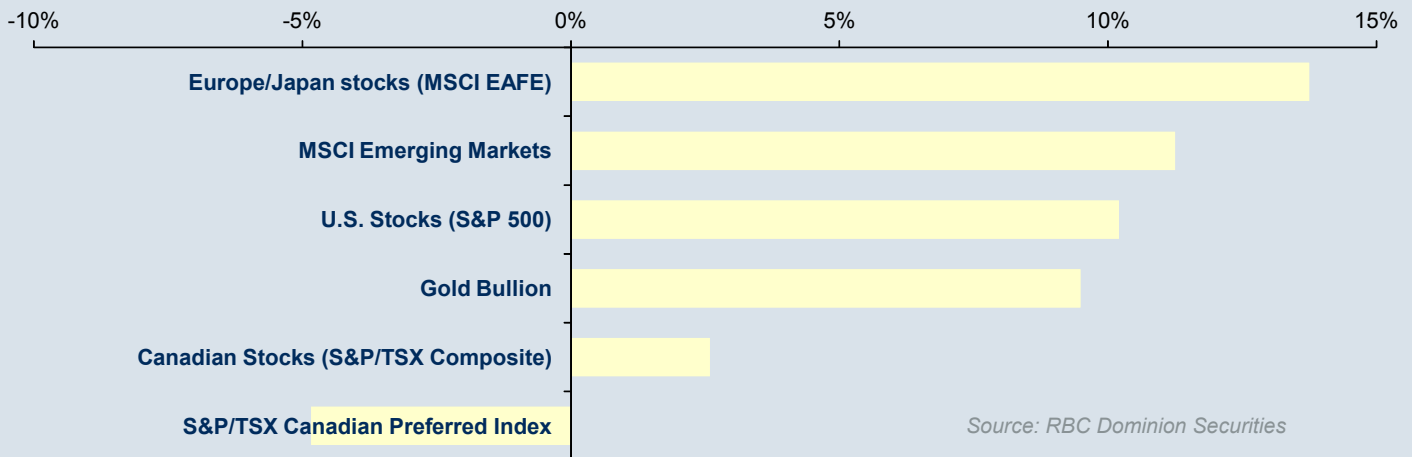 -10% -5% 0% 5% 10% 15%
Europe/Japan stocks (MSCI EAFE)
MSCI Emerging Markets
U.S. Stocks (S&P 500)
Gold Bullion
Canadian Stocks (S&P/TSX Composite)
S&P/TSX Canadian Preferred Index
Source: RBC Dominion Securities